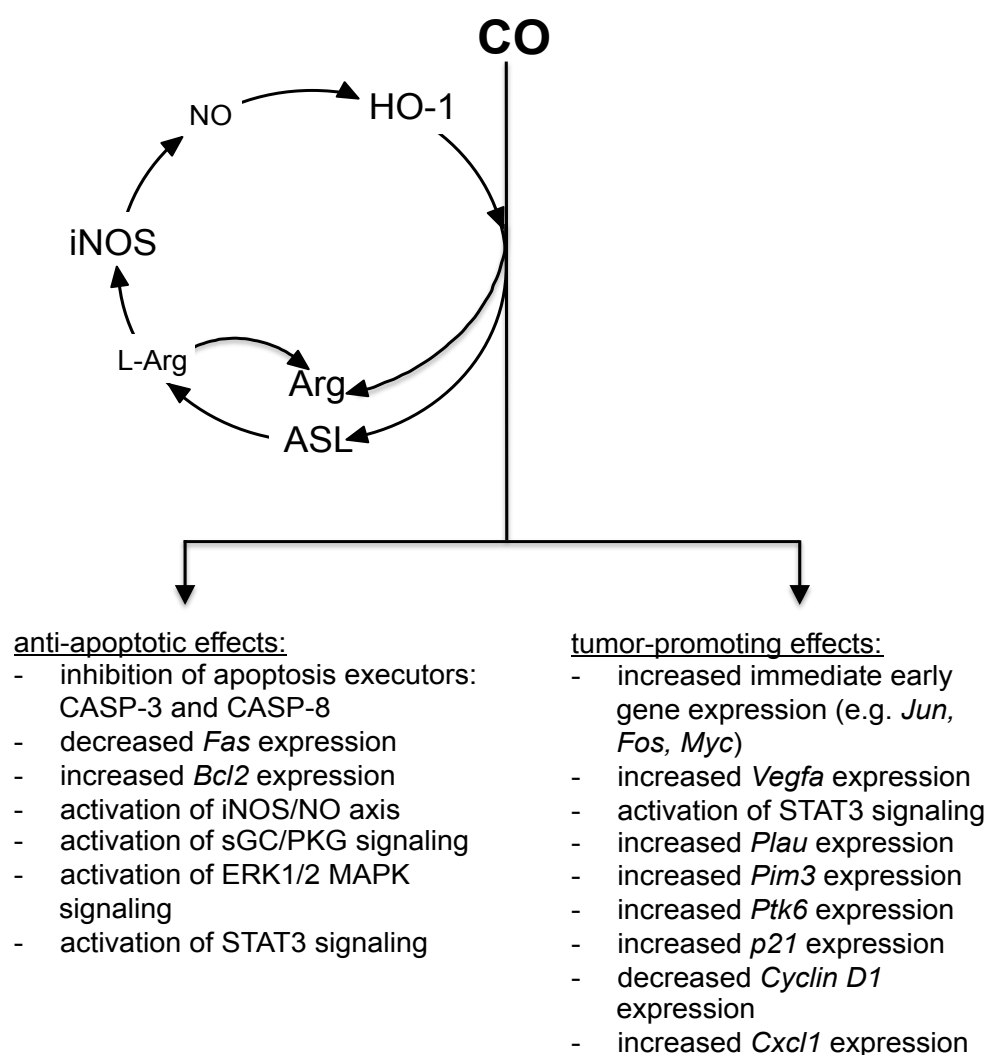 CO
NO
HO-1
iNOS
L-Arg
Arg
ASL
anti-apoptotic effects:
- inhibition of apoptosis executors:
CASP-3 and CASP-8
- decreased Fas expression
- increased Bcl2 expression
- activation of iNOS/NO axis
- activation of sGC/PKG signaling
- activation of ERK1/2 MAPK
signaling
- activation of STAT3 signaling
tumor-promoting effects:
- increased immediate early
gene expression (e.g. Jun,
Fos, Myc)
- increased Vegfa expression
- activation of STAT3 signaling
- increased Plau expression
- increased Pim3 expression
- increased Ptk6 expression
- increased p21 expression
- decreased Cyclin D1
expression
- increased Cxcl1 expression